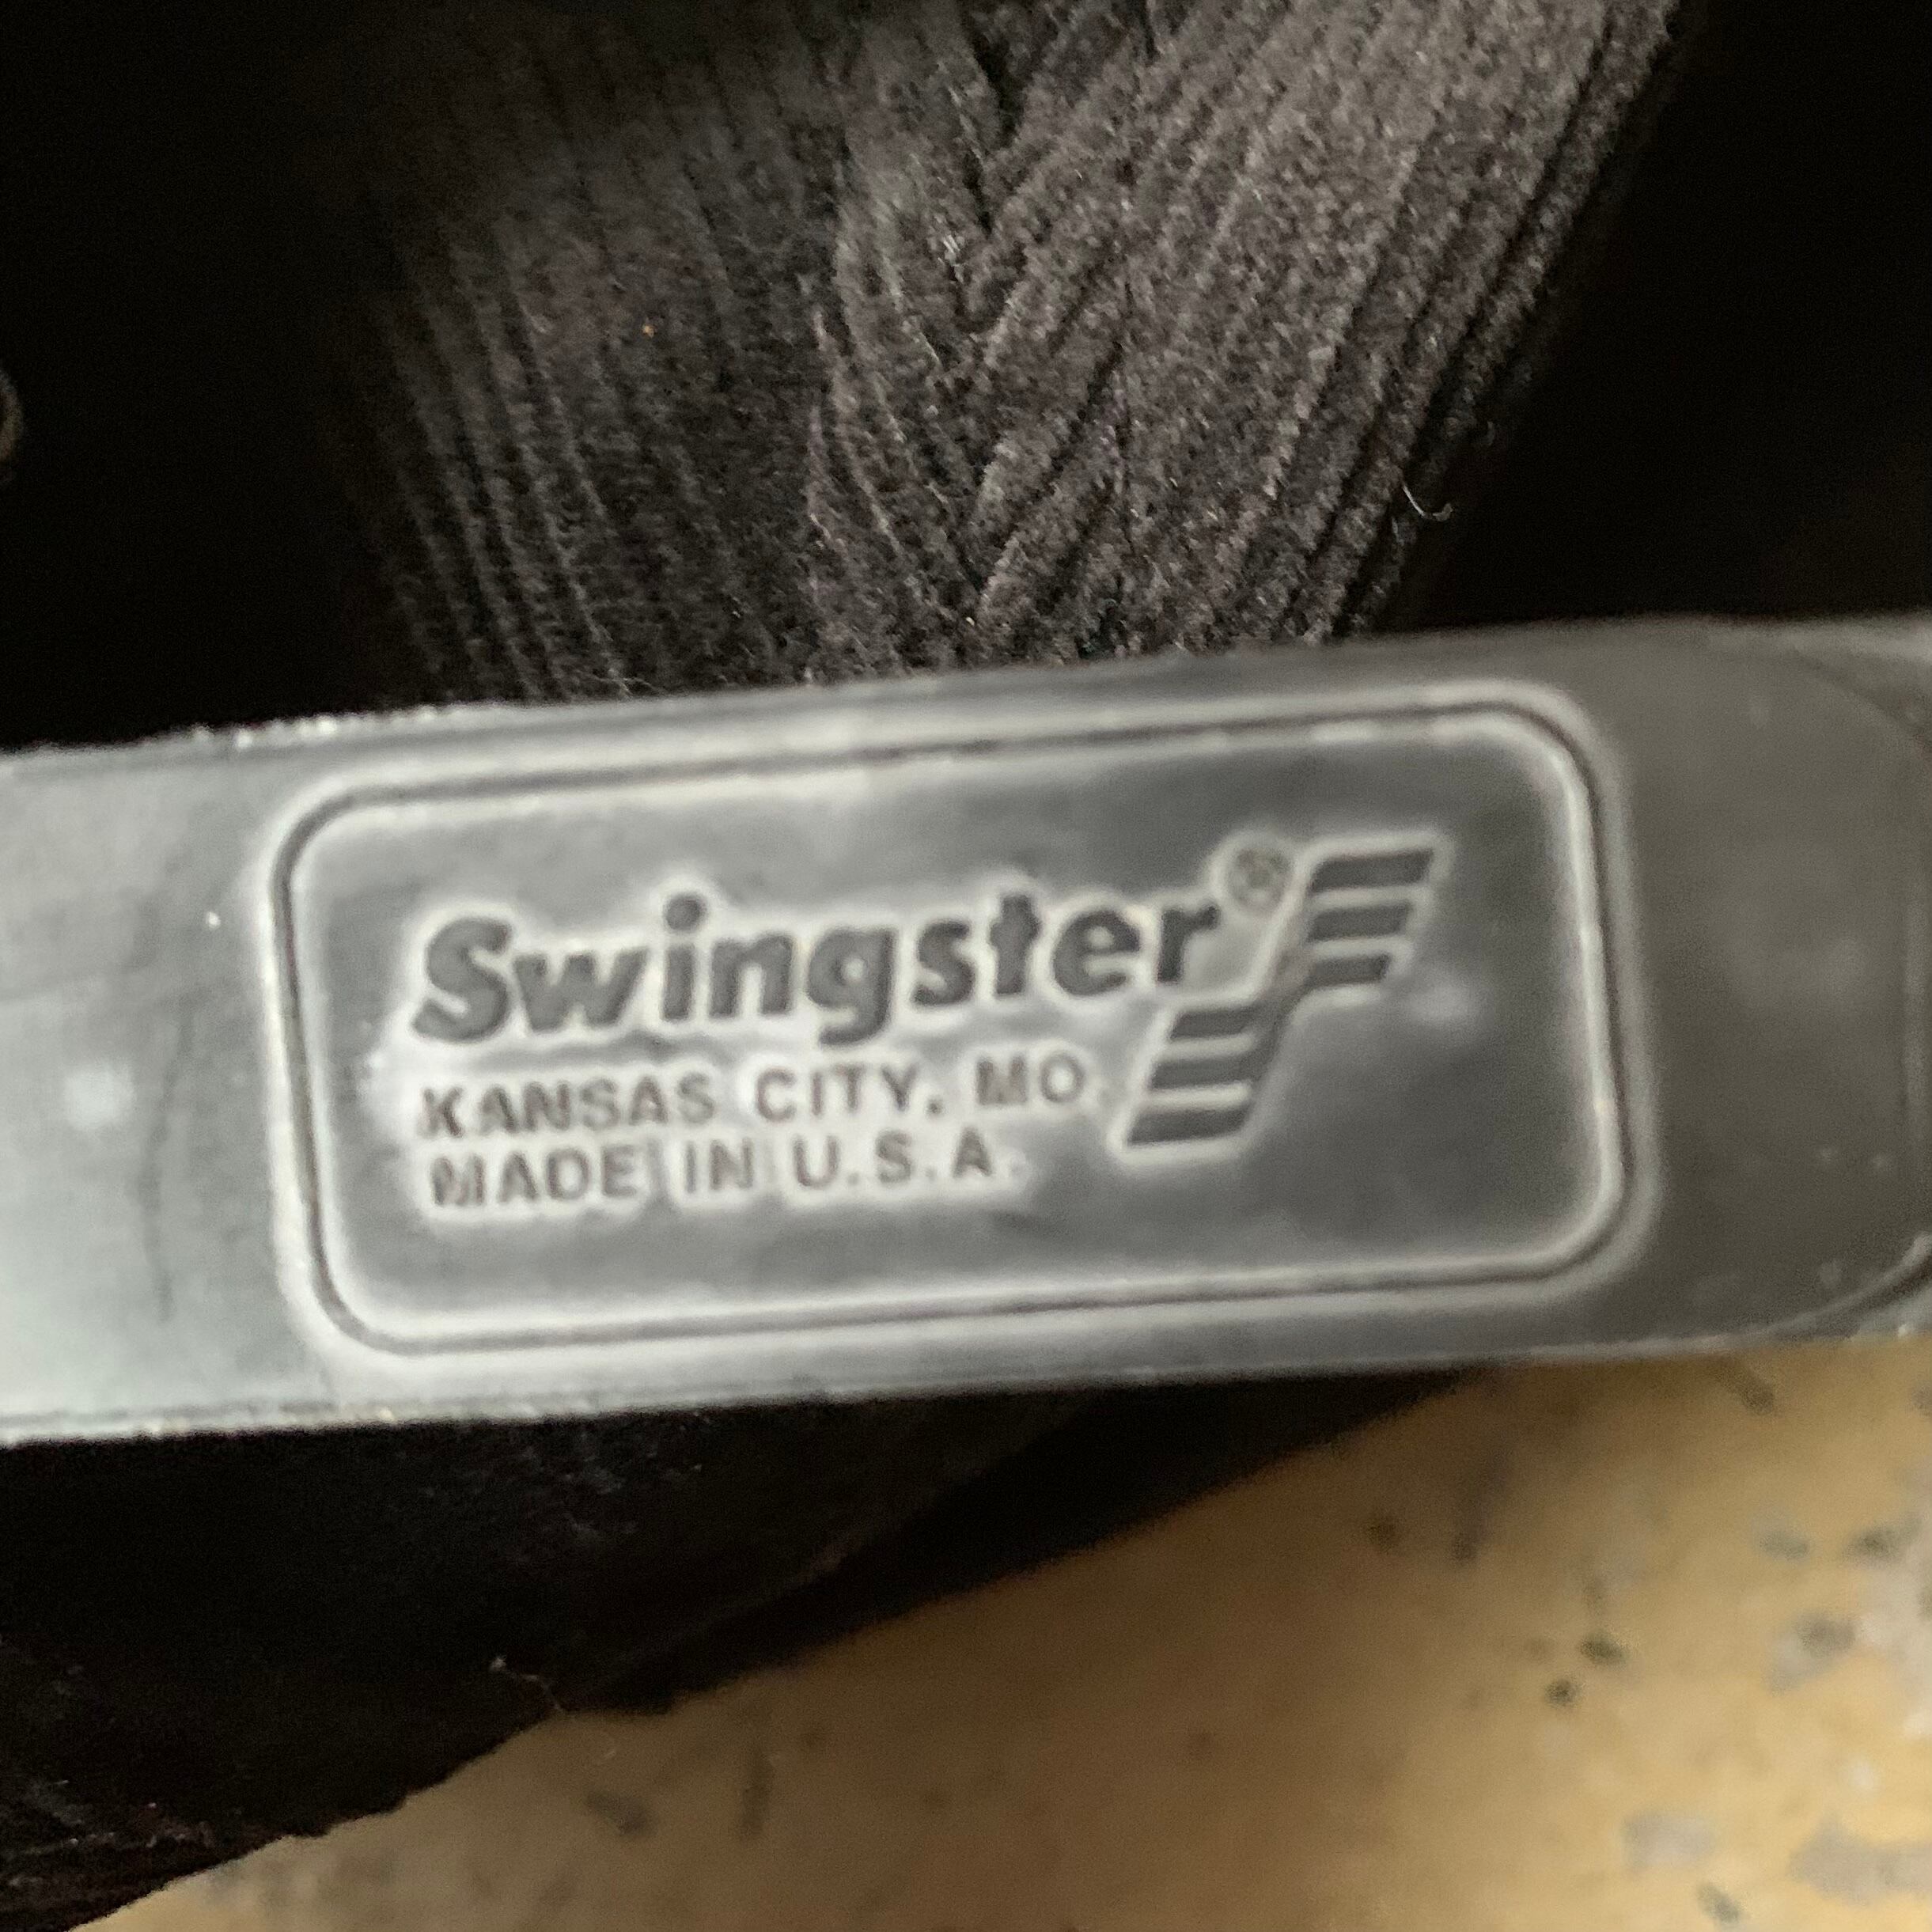 Swingster®
KANSAS CITY, MO.
MADE IN U.S.A.